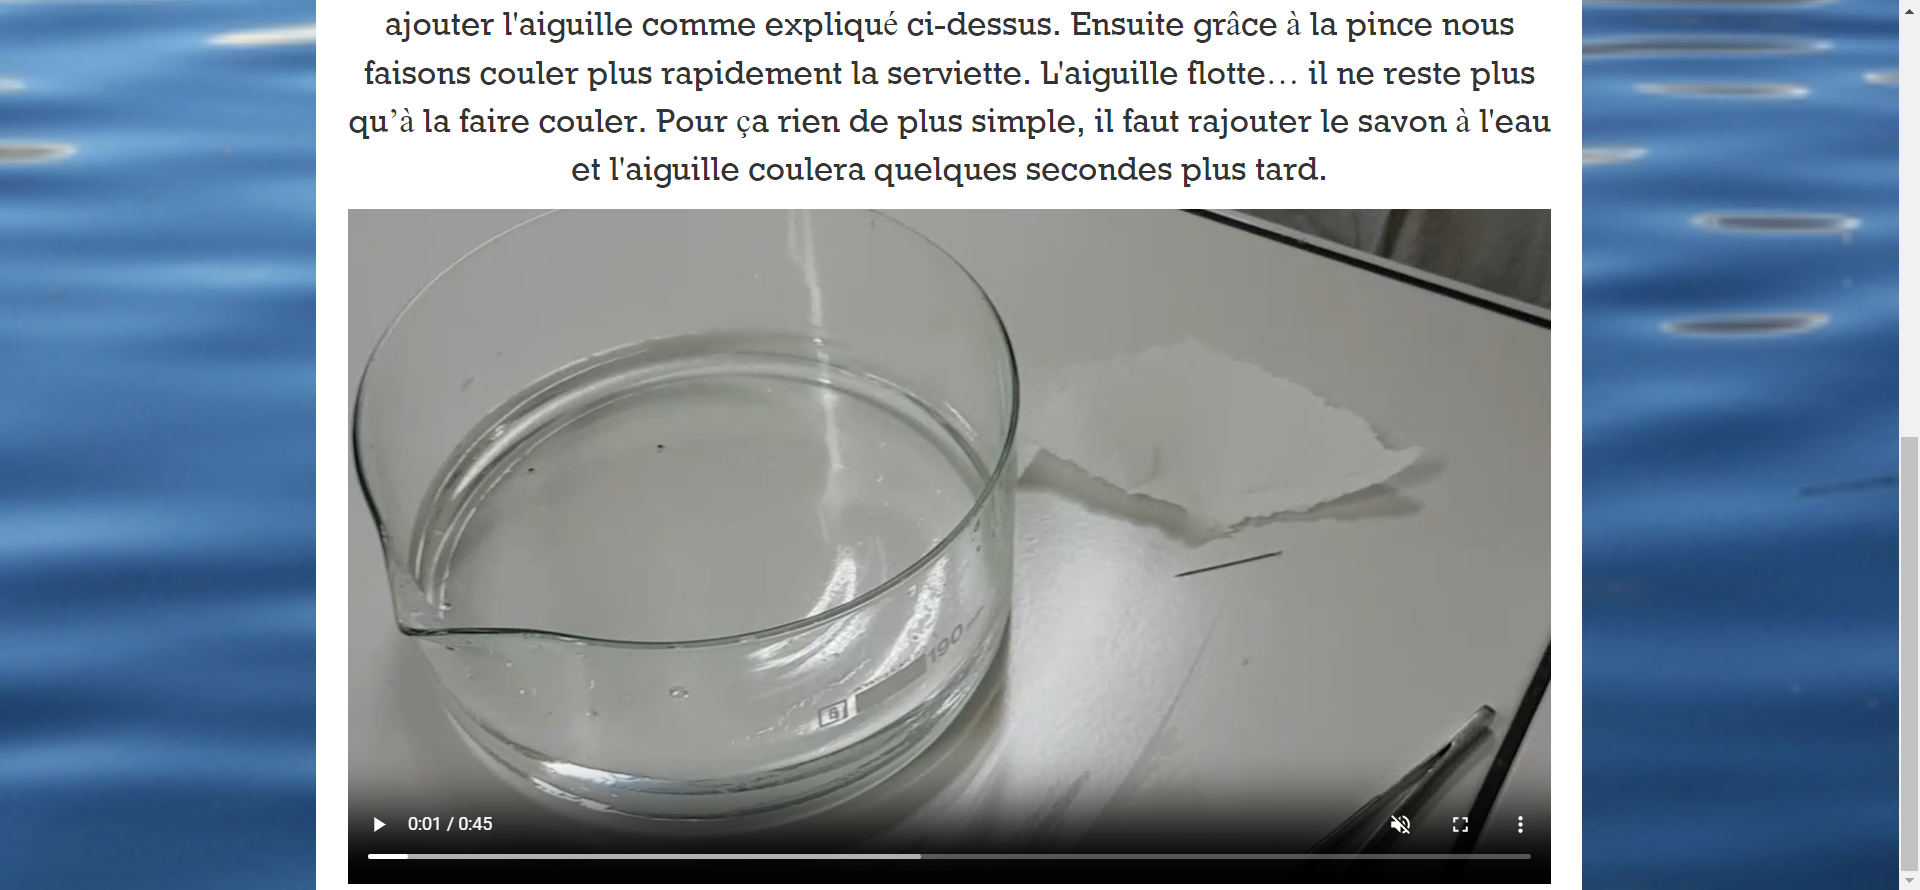 ajouter l'aiguille comme expliqué ci-dessus. Ensuite grâce à la pince nous
faisons couler plus rapidement la serviette. L'aiguille flotte… il ne reste plus
qu’à la faire couler. Pour ça rien de plus simple, il faut rajouter le savon à l'eau
et l'aiguille coulera quelques secondes plus tard.
190
0:01 / 0:45